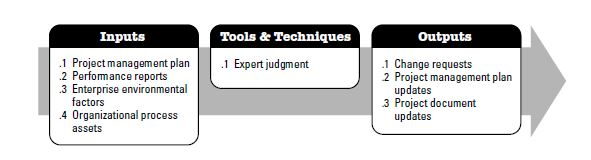 Inputs
.1 Project management plan
.2 Performance reports
.3 Enterprise environmental
factors
.4 Organizational process
assets
Tools & Techniques
.1 Expert judgment
Outputs
.1 Change requests
.2 Project management plan
updates
.3 Project document
updates